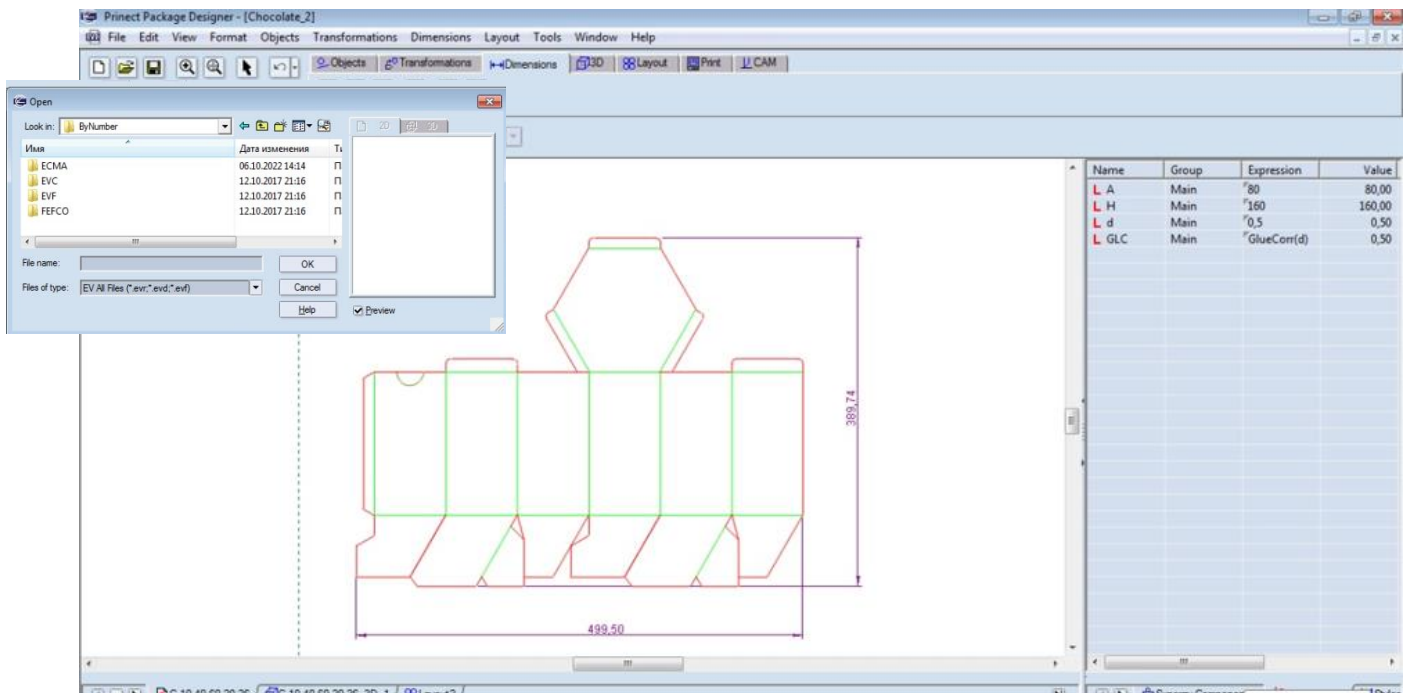 Prinect Package Designer - [Chocolate_2]
File Edit View Format Objects Transformations Dimensions Layout Tools Window Help
Objects Transformations Dimensions 3D Layout Print CAM
Open
Look in: ByNumber
2D 3D
Имя Дата изменения
ECMA 06.10.2022 14:14 П
EVC 12.10.2017 21:16 П
EVF 12.10.2017 21:16 П
FEFCO 12.10.2017 21:16 П
File name: OK
Files of type: EV All Files (*.evr;*.evd;*.evf) Cancel
Help Preview
Name Group Expression Value
L A Main 80 80,00
L H Main 160 160,00
L d Main 0,5 0,50
L GLC Main GlueCorr(d) 0,50
389,74
499,50